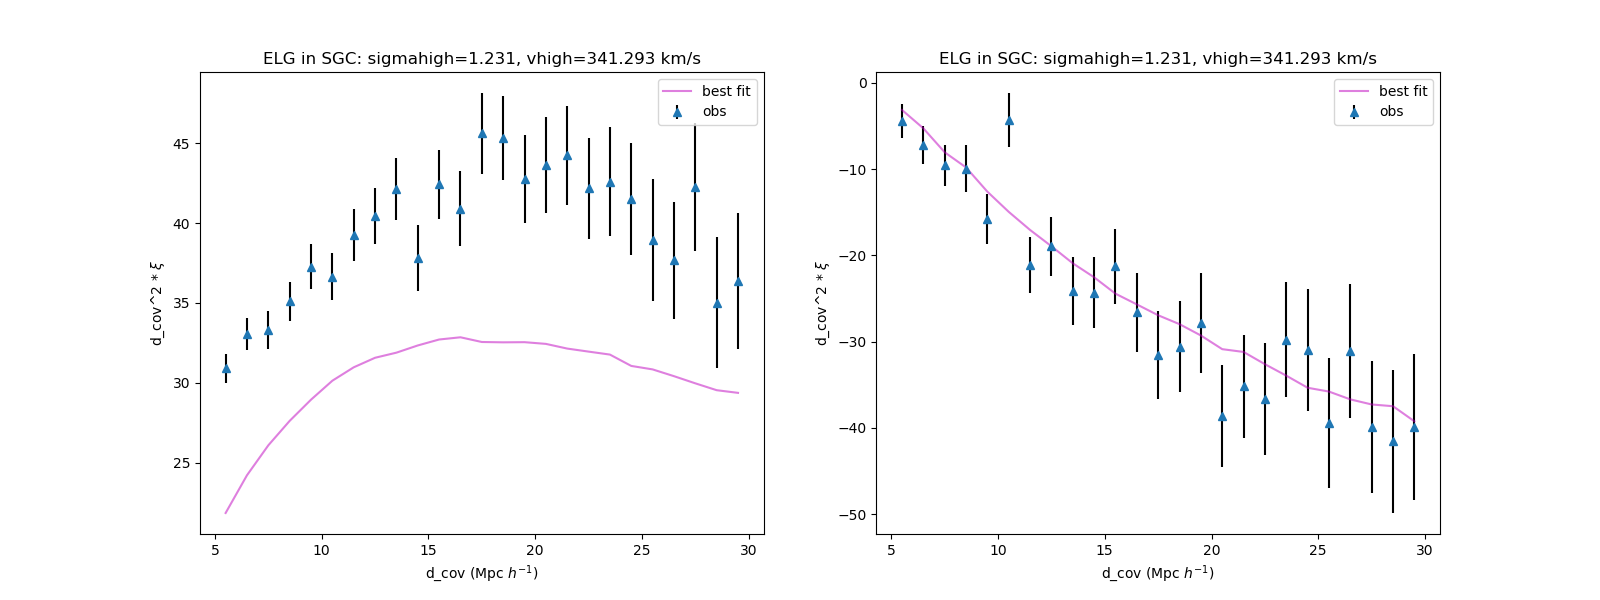 ELG in SGC: sigmahigh=1.231, vhigh=341.293 km/s
best fit
obs
45
40
35
30
25
d_cov^2 * ξ
5
10
15
20
25
30
d_cov (Mpc h⁻¹)
ELG in SGC: sigmahigh=1.231, vhigh=341.293 km/s
best fit
obs
0
−10
−20
−30
−40
−50
d_cov^2 * ξ
5
10
15
20
25
30
d_cov (Mpc h⁻¹)